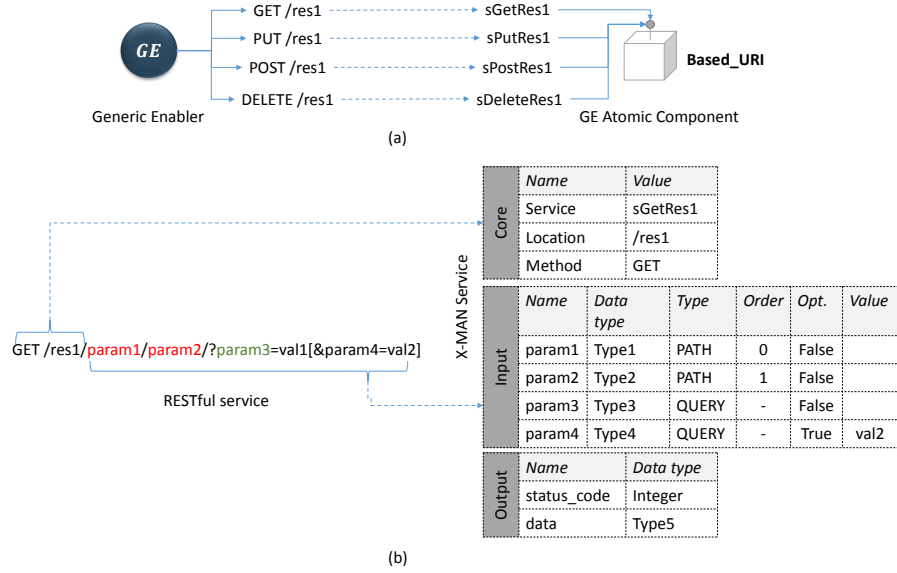 GET /res1
sGetRes1
PUT /res1
sPutRes1
GE
POST /res1
sPostRes1
Based_URI
DELETE /res1
sDeleteRes1
Generic Enabler
GE Atomic Component
(a)
X-MAN Service
Core
Name Value
Service sGetRes1
Location /res1
Method GET
Input
Name Data type Type Order Opt. Value
param1 Type1 PATH 0 False
param2 Type2 PATH 1 False
param3 Type3 QUERY - False
param4 Type4 QUERY - True val2
GET /res1/param1/param2/?param3=val1[&param4=val2]
RESTful service
Output
Name Data type
status_code Integer
data Type5
(b)